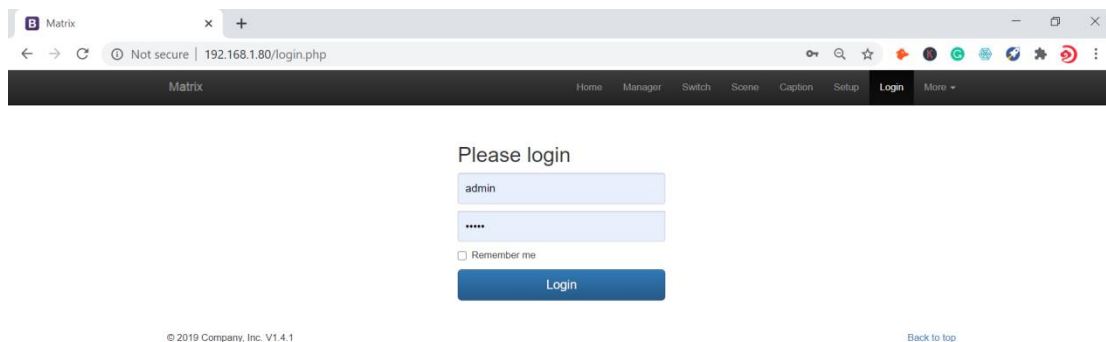 B Matrix
Not secure | 192.168.1.80/login.php
Matrix Home Manager Switch Scene Caption Setup Login More
Please login
admin
•••••
Remember me
Login
© 2019 Company, Inc. V1.4.1 Back to top